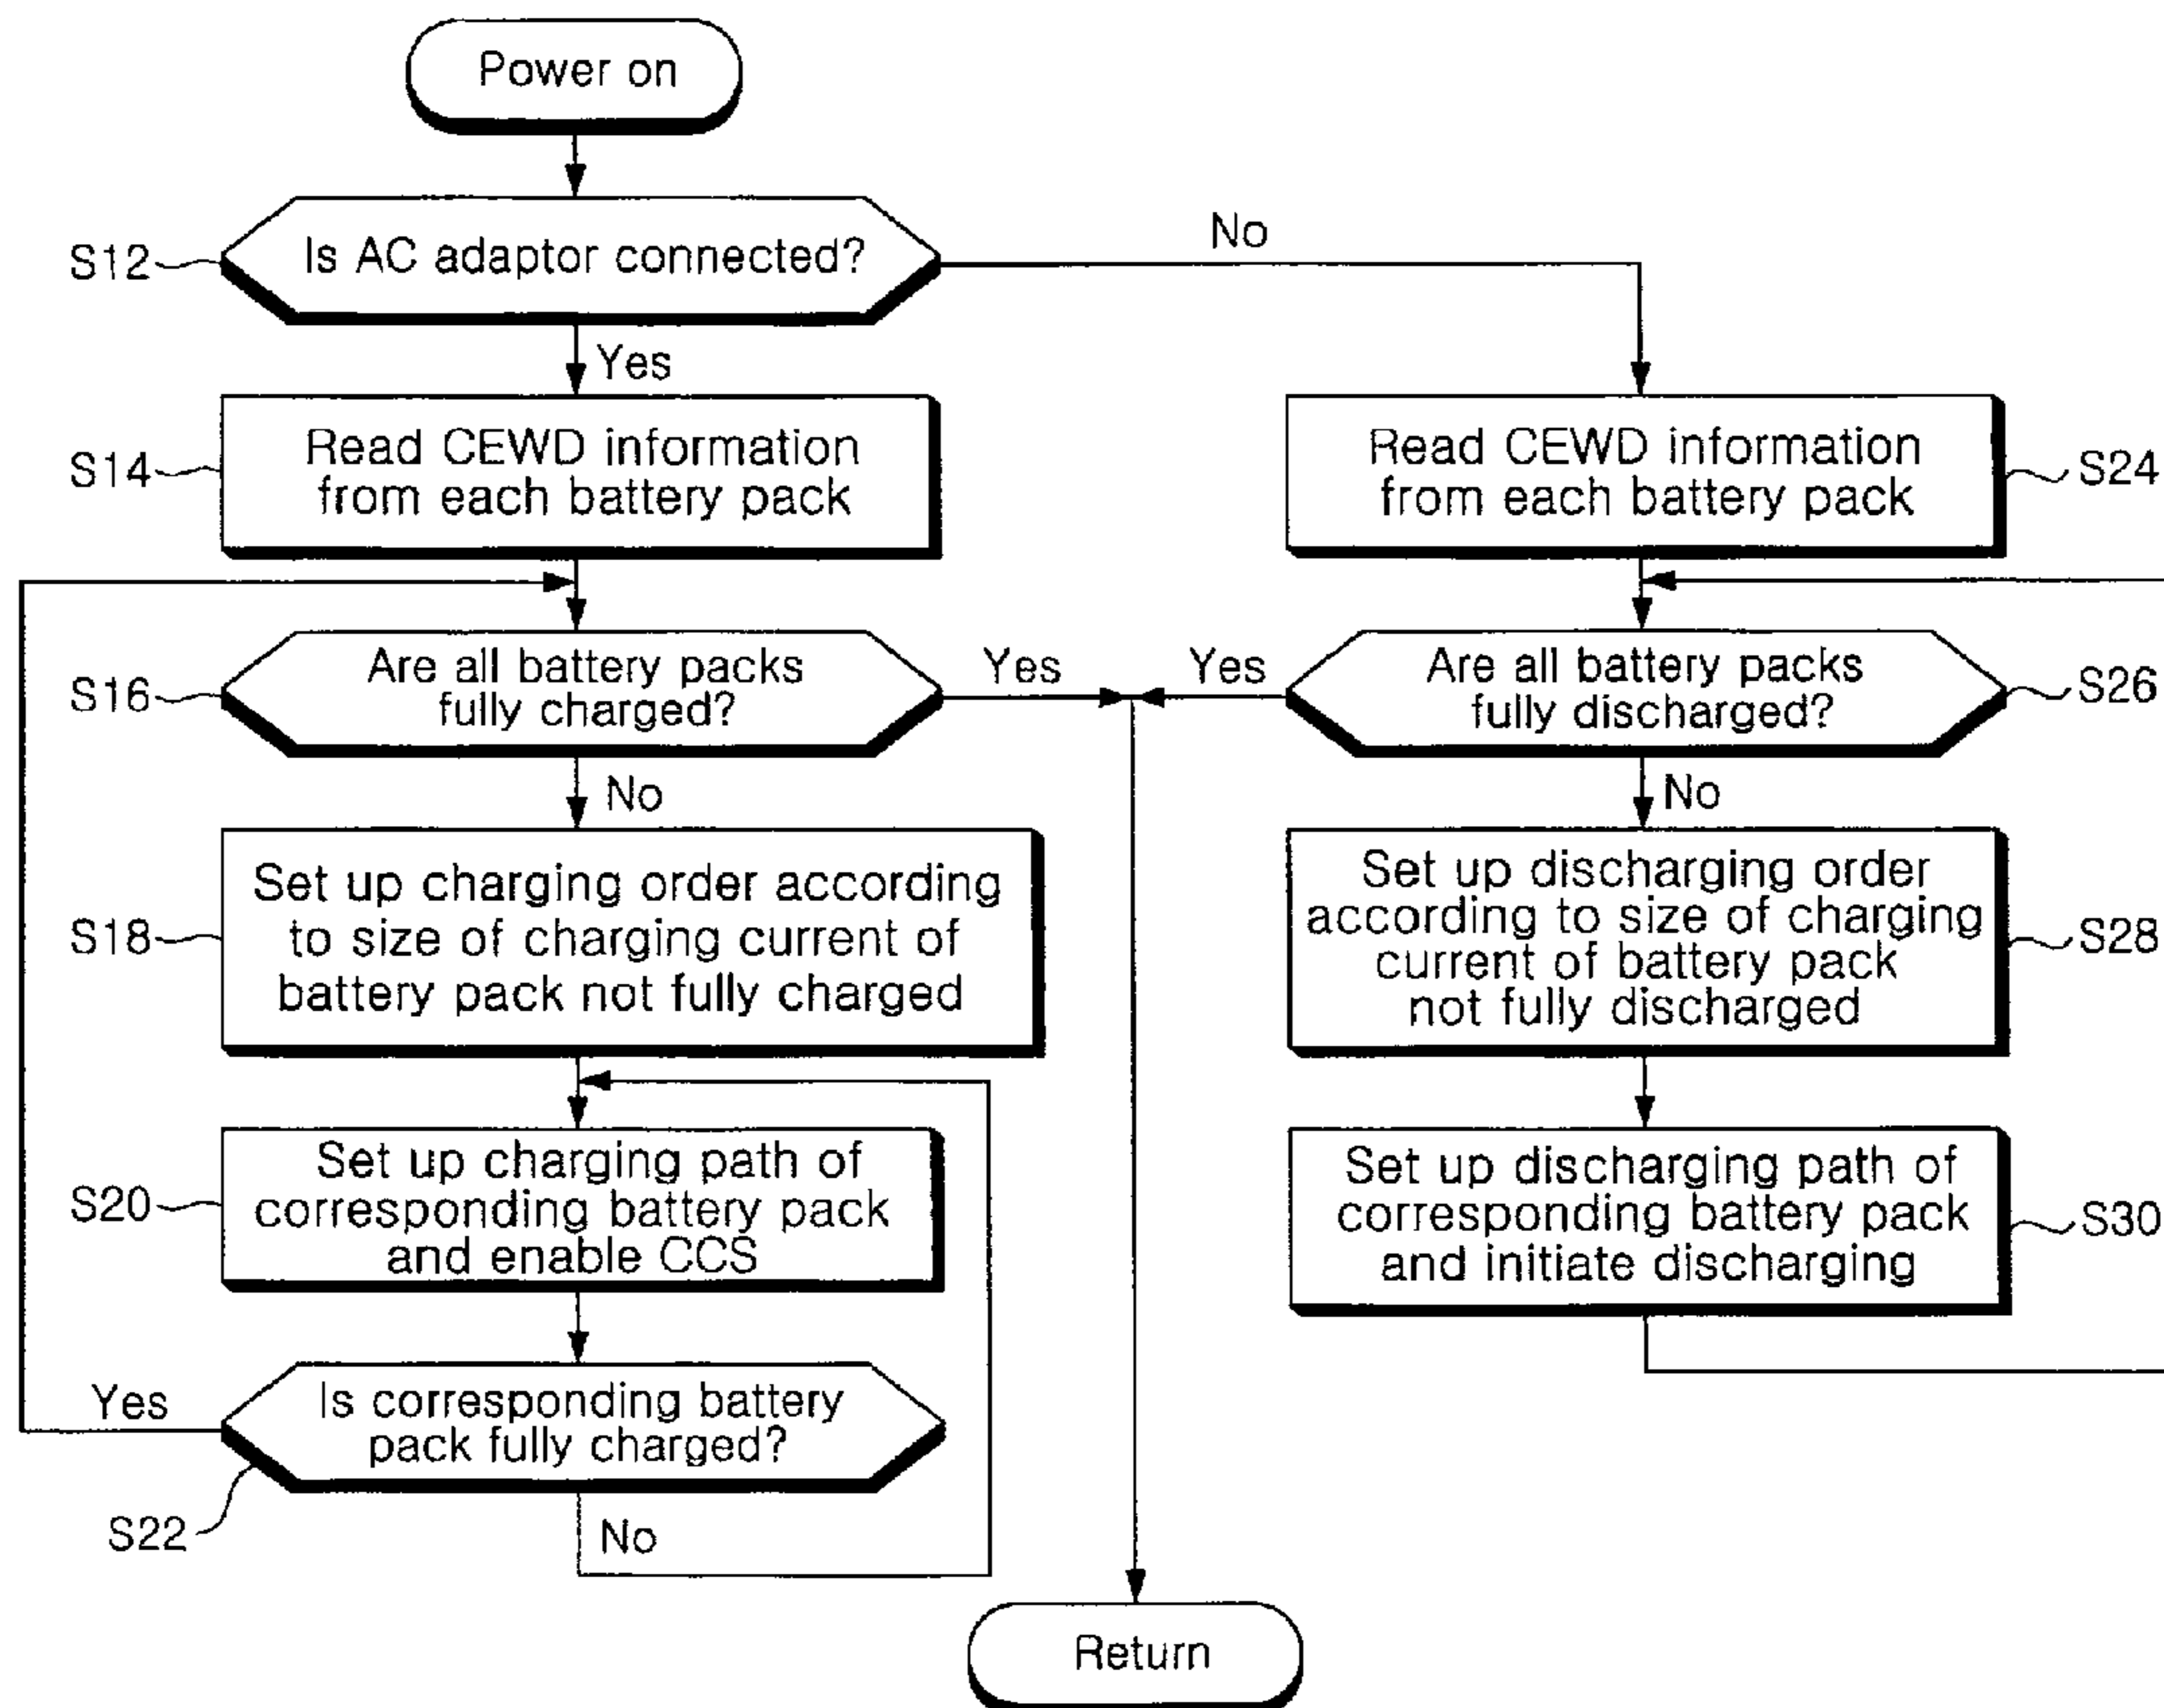 Power on
S12
Is AC adaptor connected?
No
Yes
S14
Read CEWD information
from each battery pack
Read CEWD information
from each battery pack
S24
S16
Are all battery packs
fully charged?
Yes
Yes
Are all battery packs
fully discharged?
S26
No
No
S18
Set up charging order according
to size of charging current of
battery pack not fully charged
Set up discharging order
according to size of charging
current of battery pack
not fully discharged
S28
S20
Set up charging path of
corresponding battery pack
and enable CCS
Set up discharging path of
corresponding battery pack
and initiate discharging
S30
Yes
Is corresponding battery
pack fully charged?
S22
No
Return